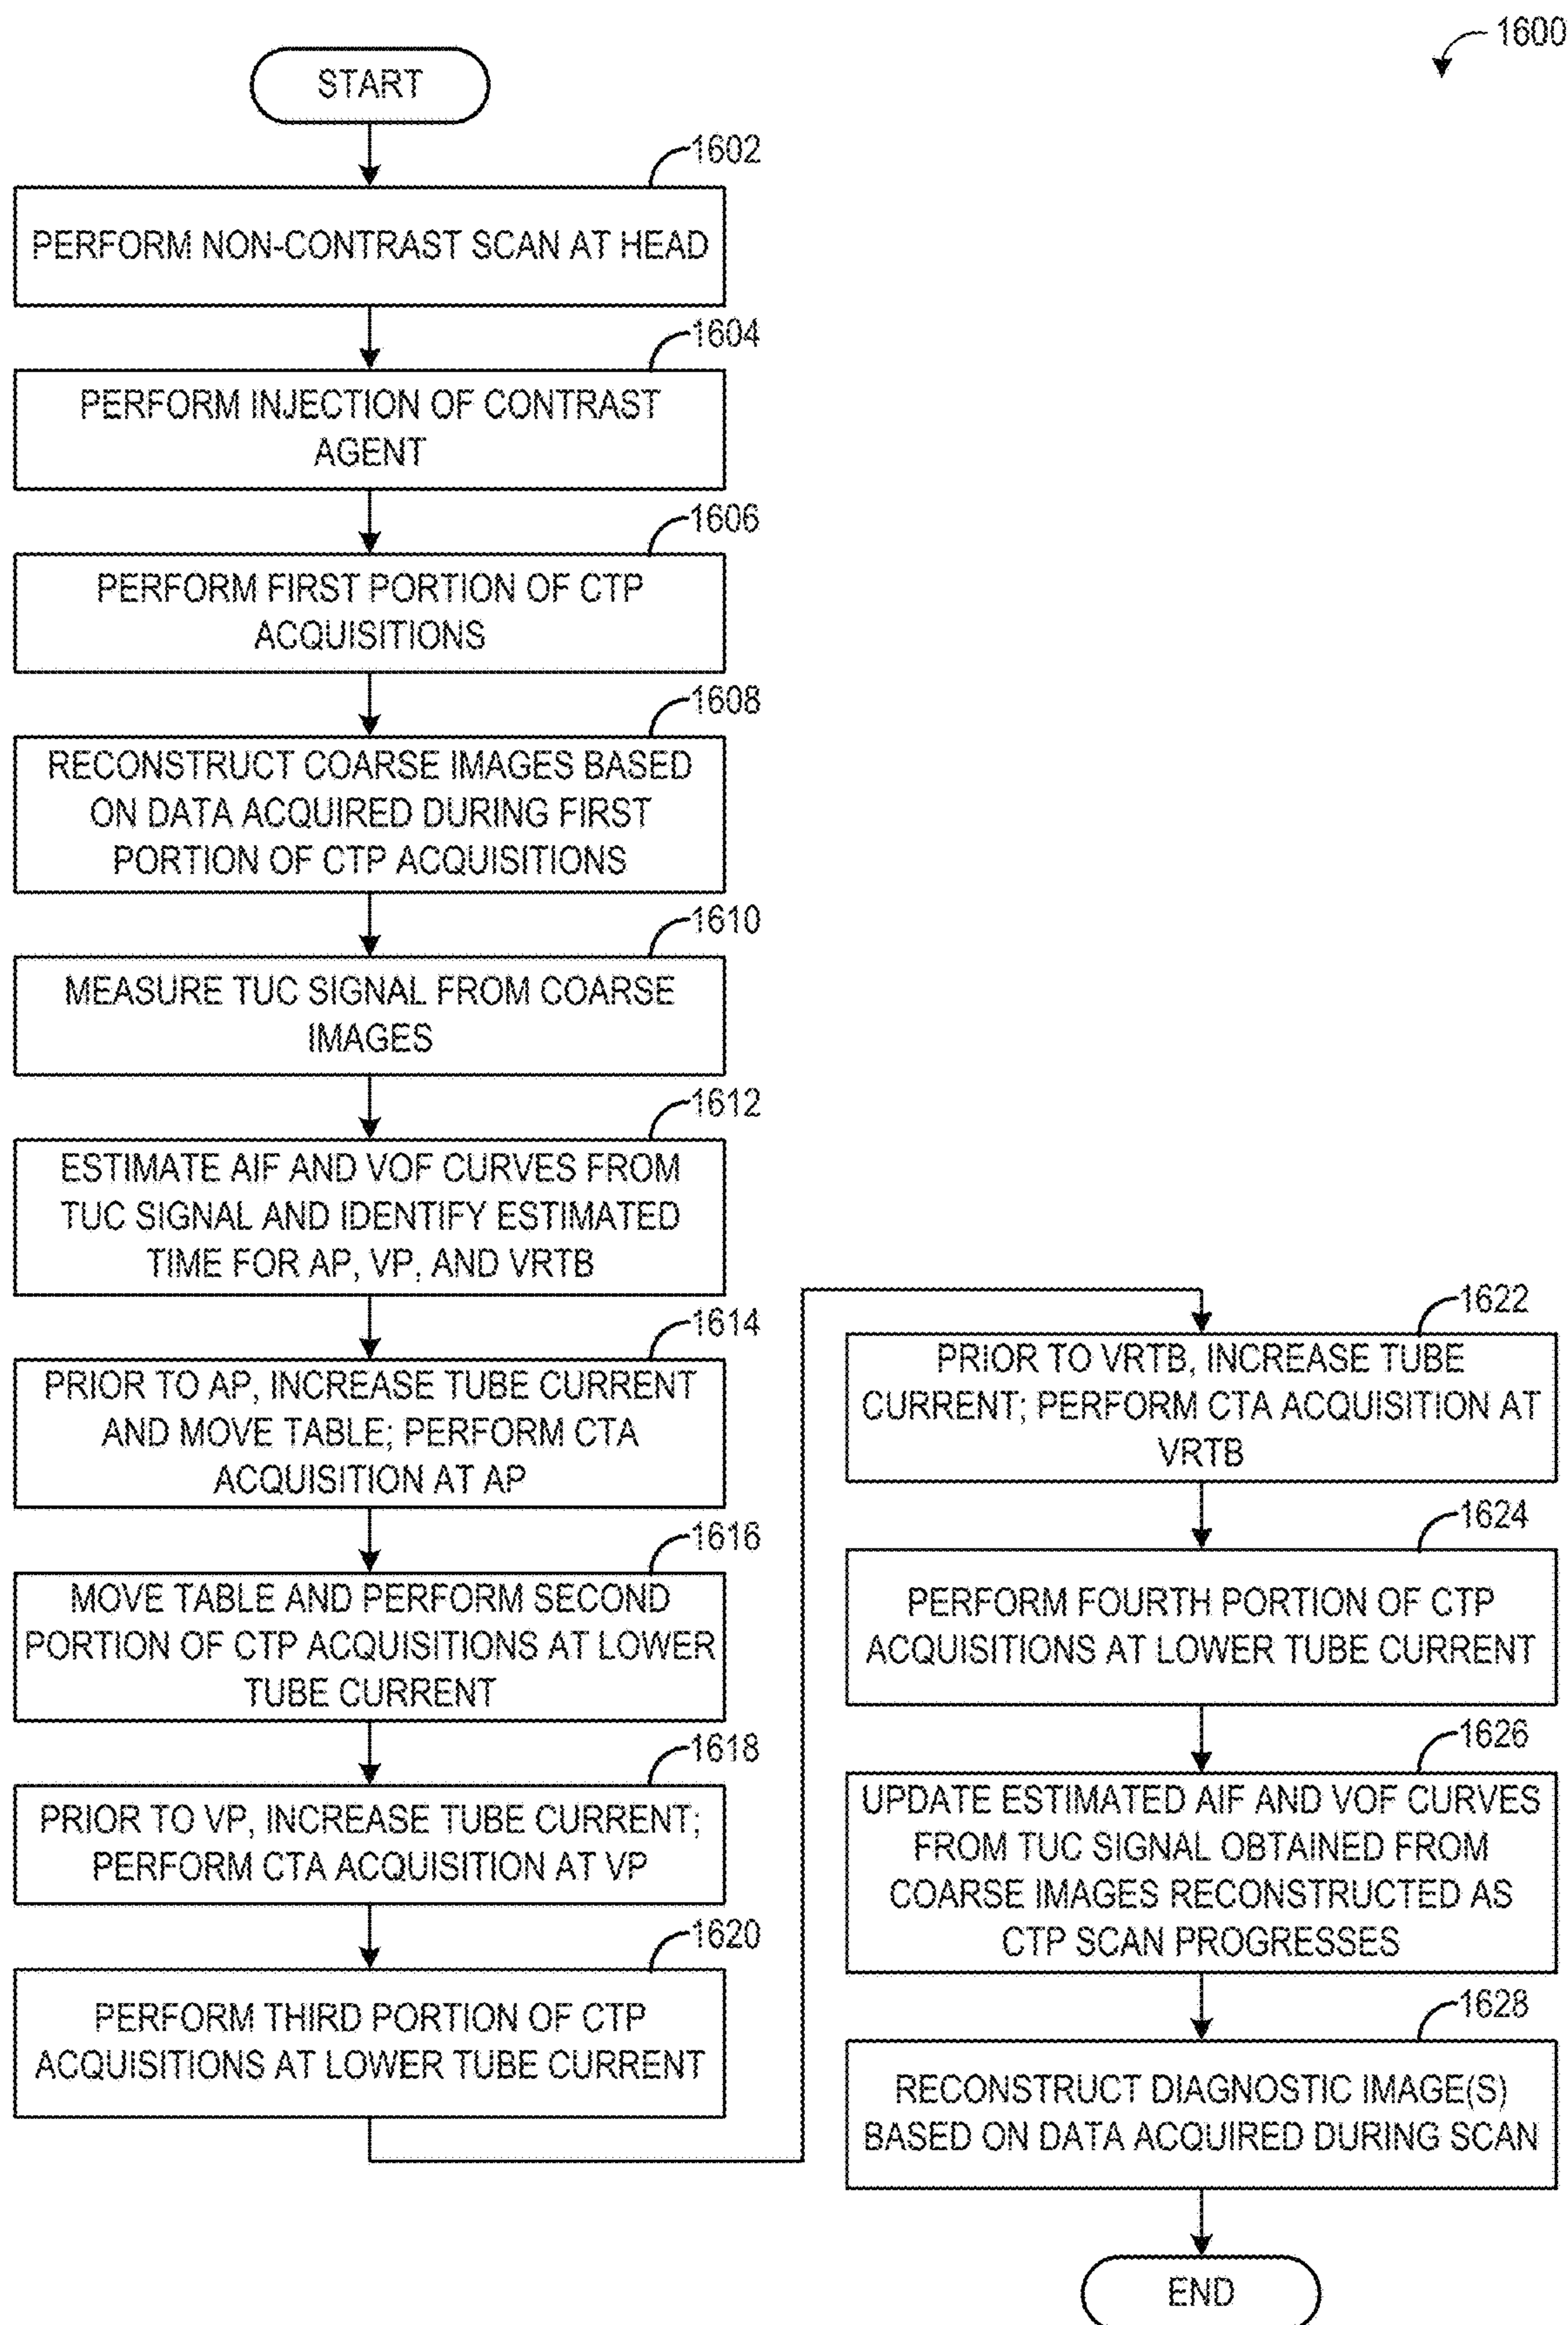 1600
START
1602
PERFORM NON-CONTRAST SCAN AT HEAD
1604
PERFORM INJECTION OF CONTRAST
AGENT
1606
PERFORM FIRST PORTION OF CTP
ACQUISITIONS
1608
RECONSTRUCT COARSE IMAGES BASED
ON DATA ACQUIRED DURING FIRST
PORTION OF CTP ACQUISITIONS
1610
MEASURE TUC SIGNAL FROM COARSE
IMAGES
1612
ESTIMATE AIF AND VOF CURVES FROM
TUC SIGNAL AND IDENTIFY ESTIMATED
TIME FOR AP, VP, AND VRTB
1614
PRIOR TO AP, INCREASE TUBE CURRENT
AND MOVE TABLE; PERFORM CTA
ACQUISITION AT AP
1616
MOVE TABLE AND PERFORM SECOND
PORTION OF CTP ACQUISITIONS AT LOWER
TUBE CURRENT
1618
PRIOR TO VP, INCREASE TUBE CURRENT;
PERFORM CTA ACQUISITION AT VP
1620
PERFORM THIRD PORTION OF CTP
ACQUISITIONS AT LOWER TUBE CURRENT
1622
PRIOR TO VRTB, INCREASE TUBE
CURRENT; PERFORM CTA ACQUISITION AT
VRTB
1624
PERFORM FOURTH PORTION OF CTP
ACQUISITIONS AT LOWER TUBE CURRENT
1626
UPDATE ESTIMATED AIF AND VOF CURVES
FROM TUC SIGNAL OBTAINED FROM
COARSE IMAGES RECONSTRUCTED AS
CTP SCAN PROGRESSES
1628
RECONSTRUCT DIAGNOSTIC IMAGE(S)
BASED ON DATA ACQUIRED DURING SCAN
END